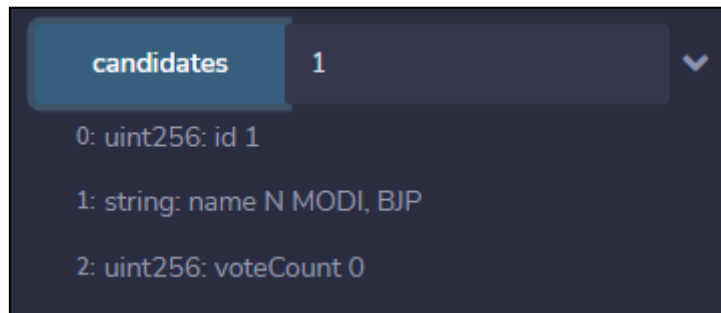 candidates 1
0: uint256: id 1
1: string: name N MODI, BJP
2: uint256: voteCount 0